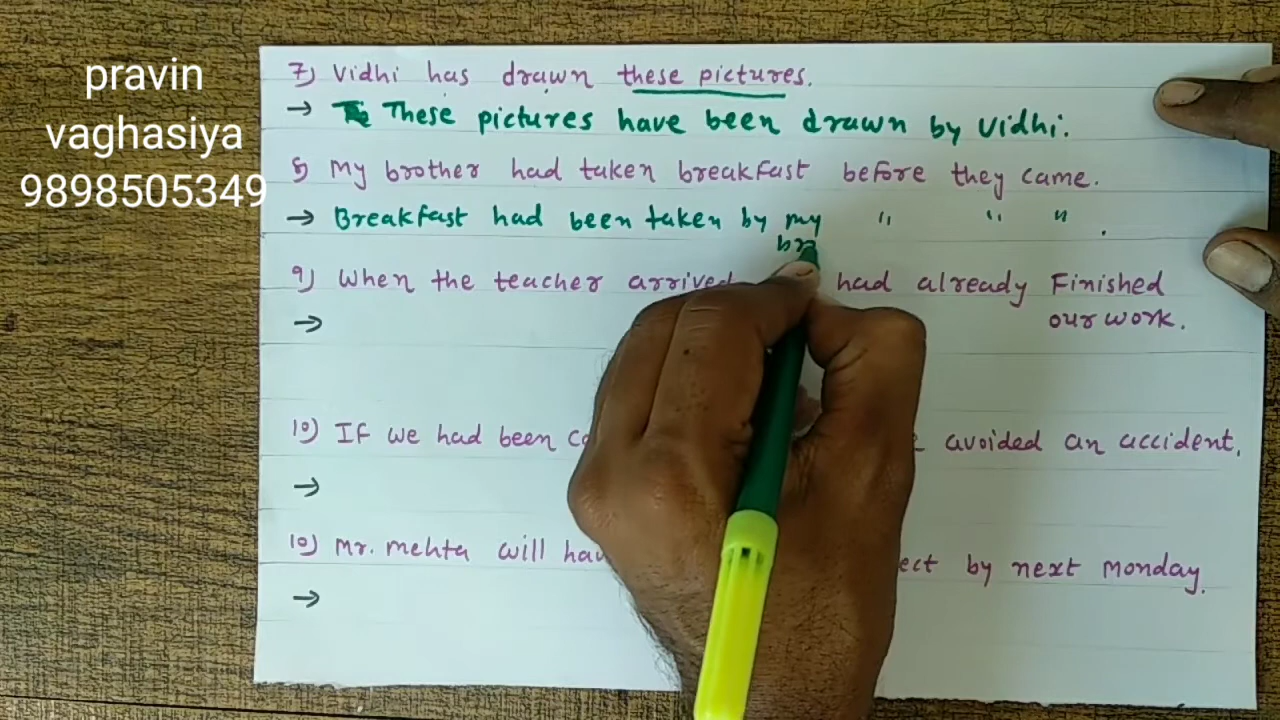 pravin
vaghasiya
9898505349
7) Vidhi has drawn these pictures.
→ These pictures have been drawn by Vidhi.
8) My brother had taken breakfast before they came.
→ Breakfast had been taken by my " " " .
bro
9) When the teacher arrived had already Finished
our work.
→
10) If we had been avoided an accident.
→
10) Mr. Mehta will by next Monday.
→